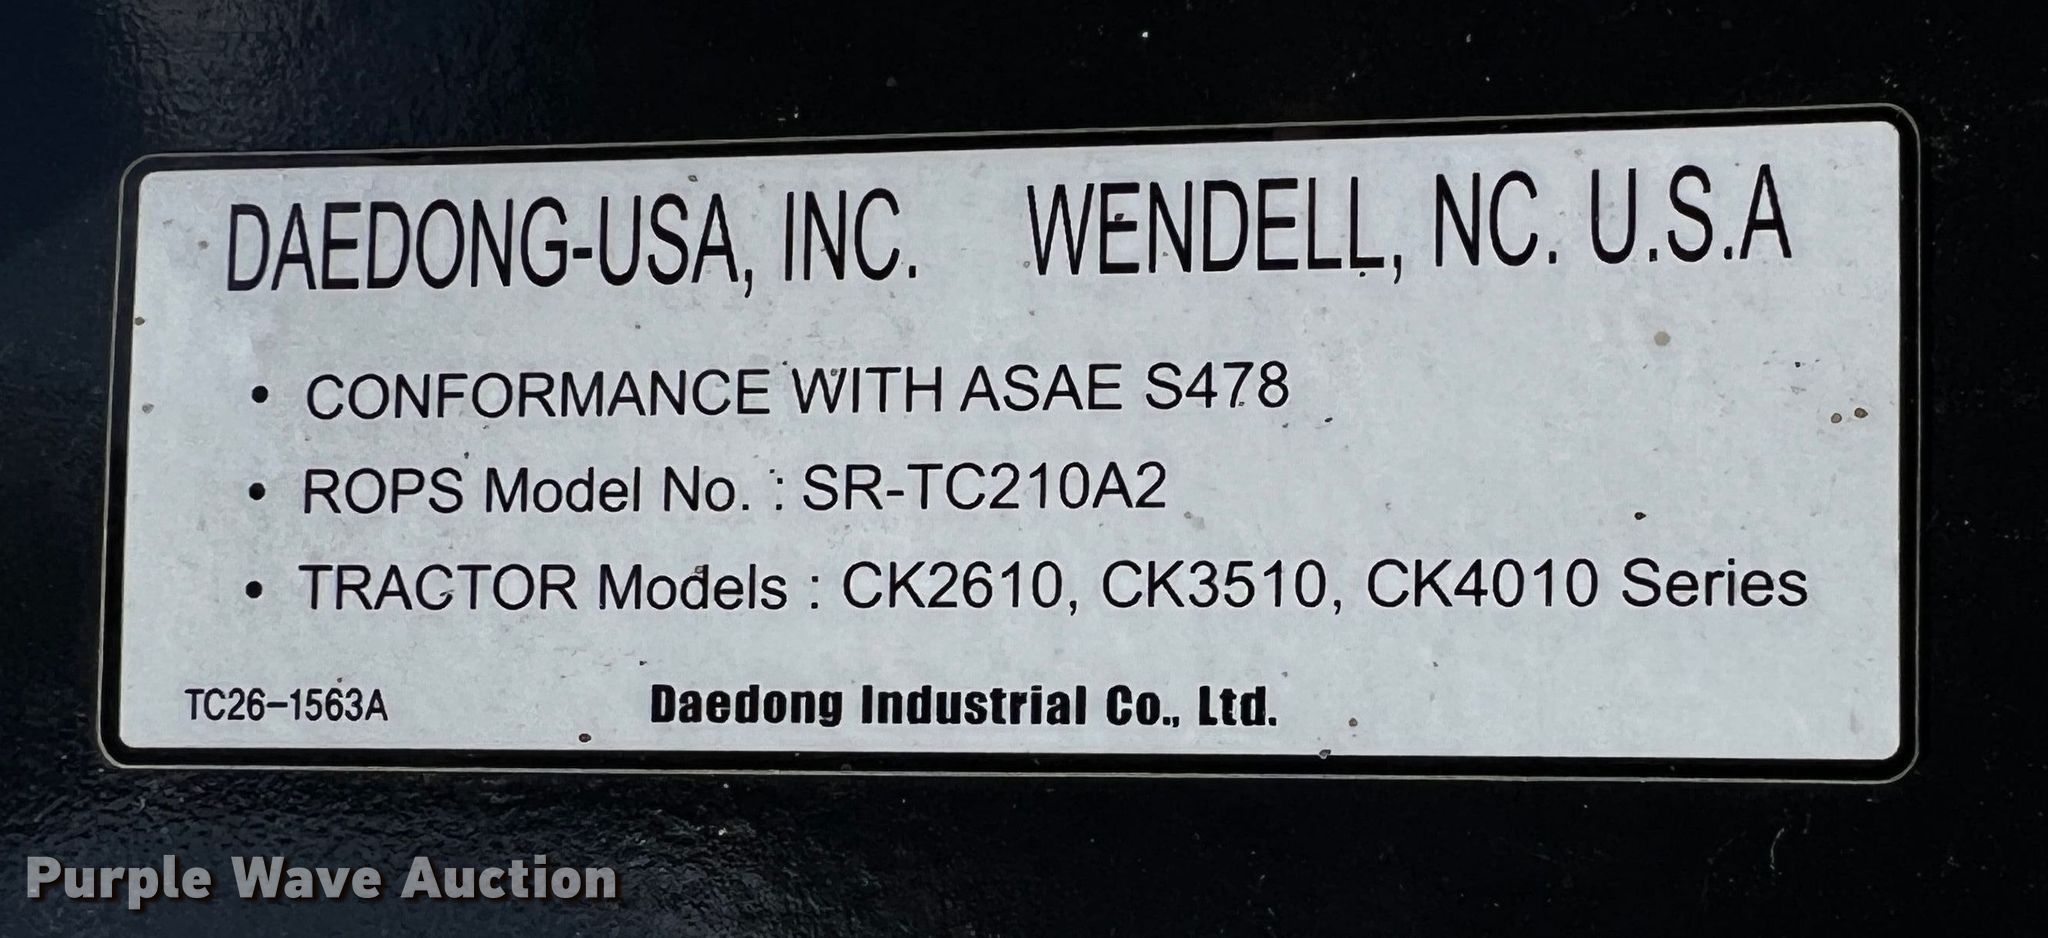 DAEDONG-USA, INC. WENDELL, NC. U.S.A
• CONFORMANCE WITH ASAE S478
• ROPS Model No. : SR-TC210A2
• TRACTOR Models : CK2610, CK3510, CK4010 Series
TC26-1563A Daedong Industrial Co., Ltd.
Purple Wave Auction